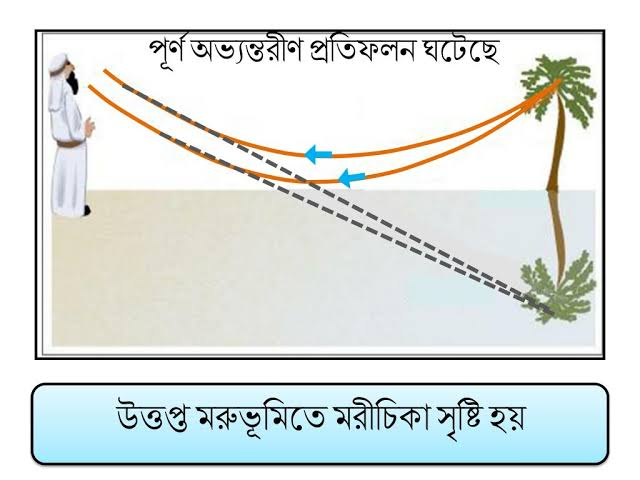 পূর্ণ অভ্যন্তরীণ প্রতিফলন ঘটেছে
উত্তপ্ত মরুভূমিতে মরীচিকা সৃষ্টি হয়